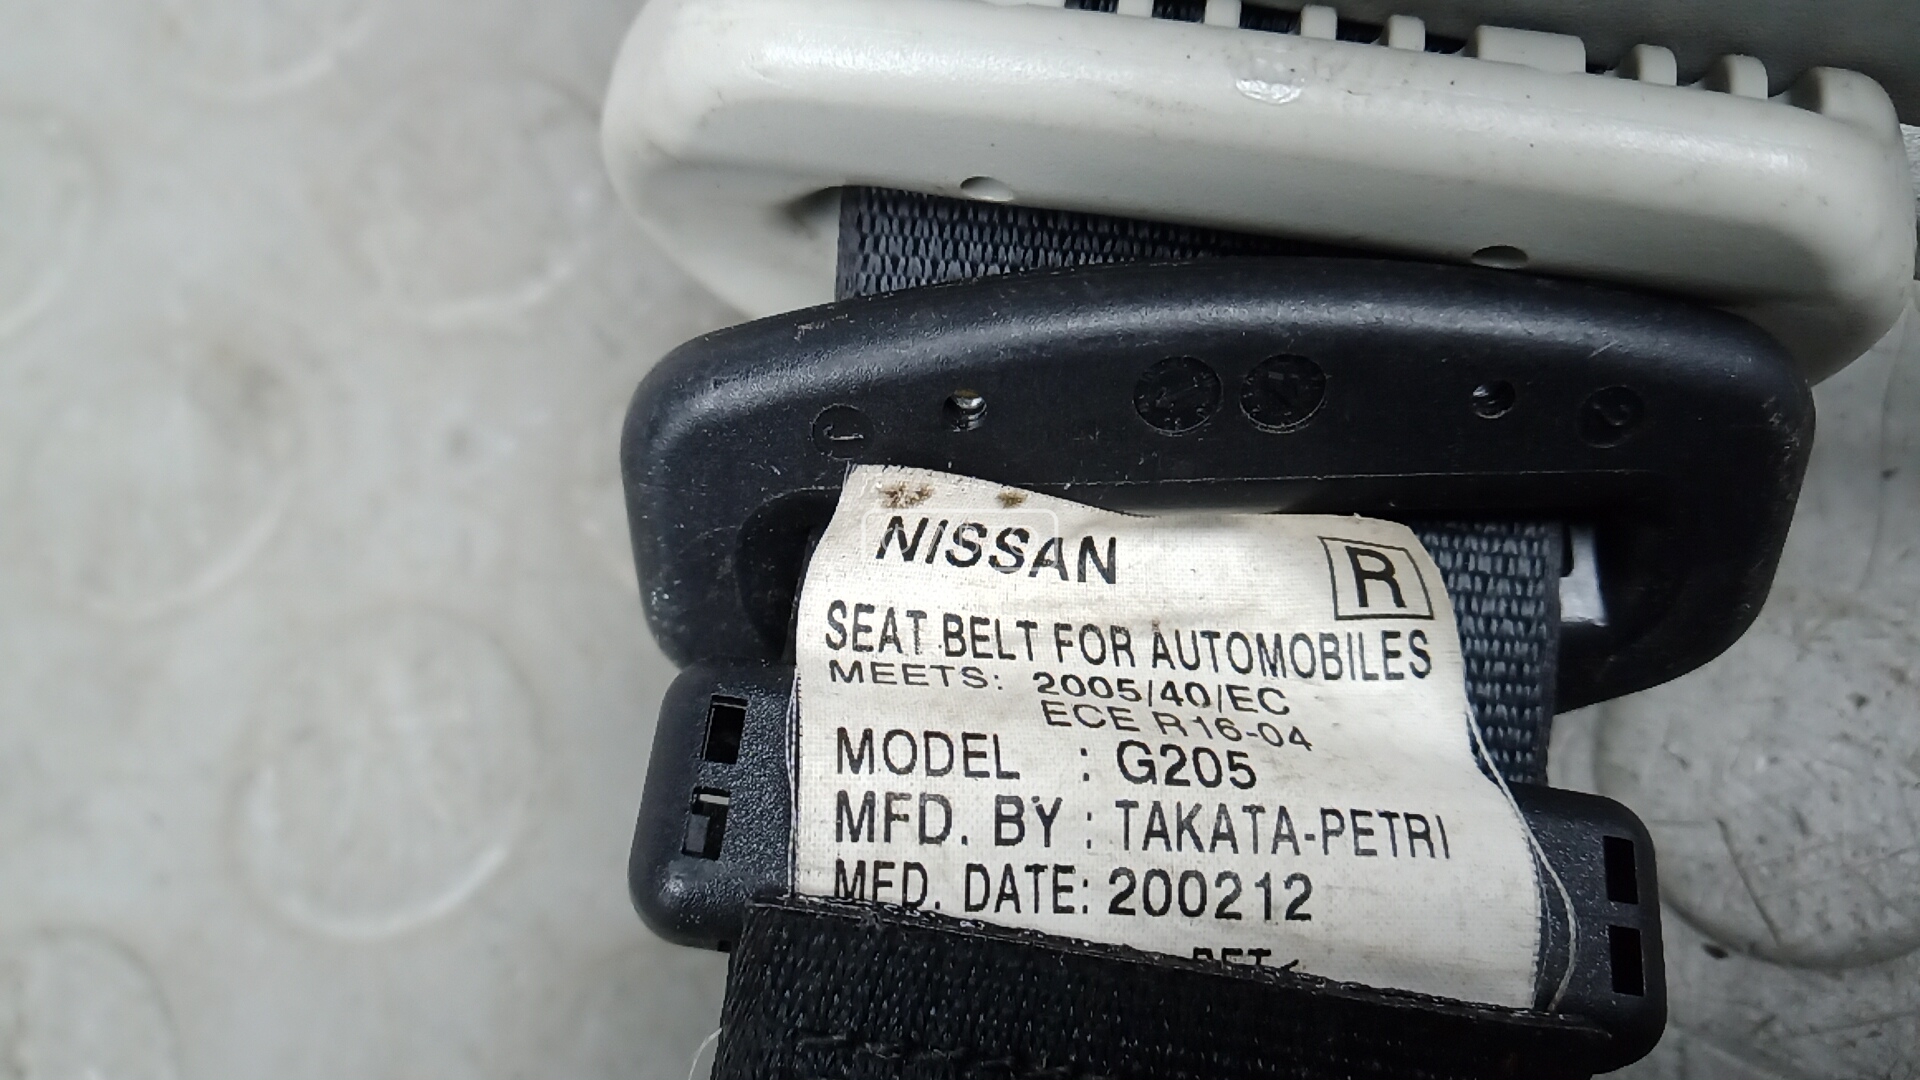 NISSAN
R
SEAT BELT FOR AUTOMOBILES
MEETS: 2005/40/EC
ECE R16-04
MODEL : G205
MFD. BY : TAKATA-PETRI
MFD. DATE: 200212